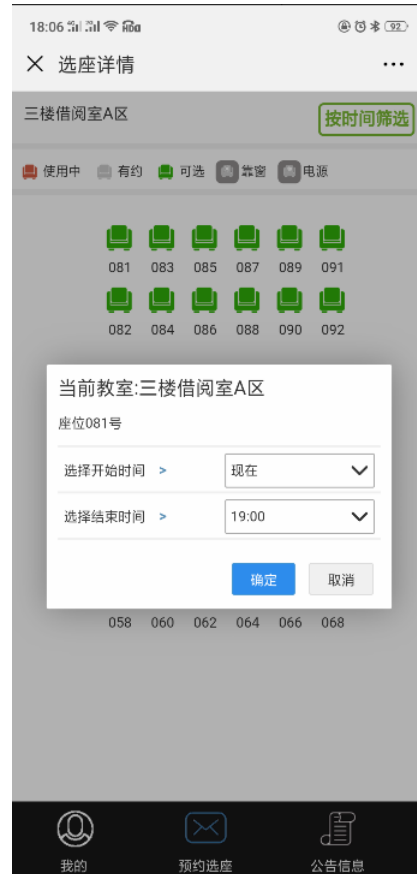 18:06 92
选座详情
三楼借阅室A区 按时间筛选
使用中 有约 可选 靠窗 电源
081 083 085 087 089 091
082 084 086 088 090 092
当前教室:三楼借阅室A区
座位081号
选择开始时间 > 现在
选择结束时间 > 19:00
确定 取消
058 060 062 064 066 068
我的 预约选座 公告信息